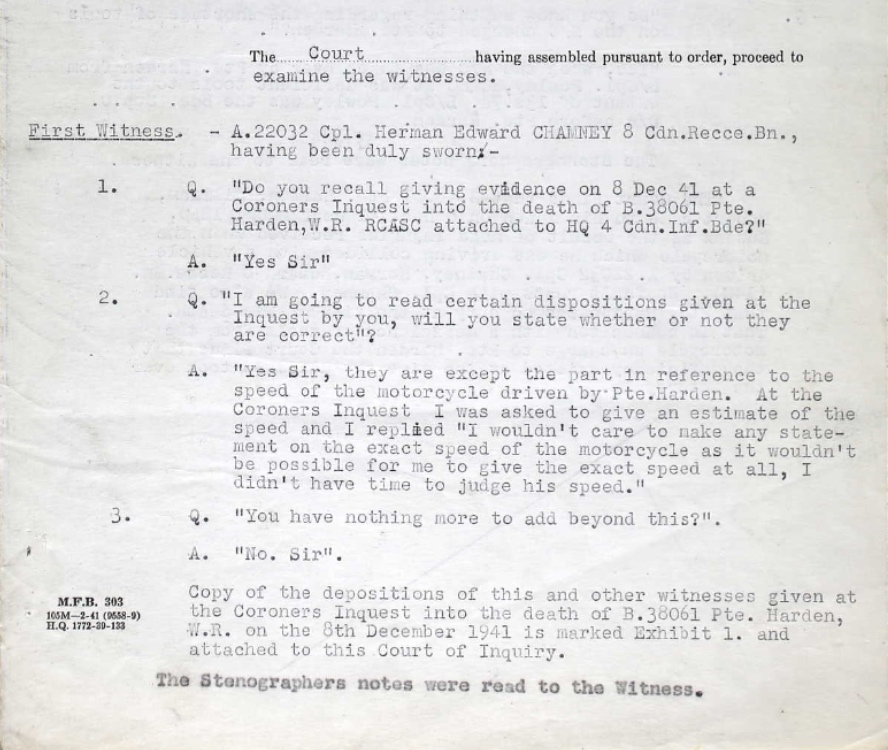 The Court having assembled pursuant to order, proceed to
examine the witnesses.
First Witness. - A.22032 Cpl. Herman Edward CHAMNEY 8 Cdn.Recce.Bn.,
having been duly sworn:-
1. Q. "Do you recall giving evidence on 8 Dec 41 at a
Coroners Inquest into the death of B.38061 Pte.
Harden,W.R. RCASC attached to HQ 4 Cdn.Inf.Bde?"
A. "Yes Sir"
2. Q. "I am going to read certain dispositions given at the
Inquest by you, will you state whether or not they
are correct"?
A. "Yes Sir, they are except the part in reference to the
speed of the motorcycle driven by Pte.Harden. At the
Coroners Inquest I was asked to give an estimate of the
speed and I replied "I wouldn't care to make any state-
ment on the exact speed of the motorcycle as it wouldn't
be possible for me to give the exact speed at all, I
didn't have time to judge his speed."
3. Q. "You have nothing more to add beyond this?".
A. "No. Sir".
M.F.B. 303
105M—2-41 (9558-9)
H.Q. 1772-39-133
Copy of the depositions of this and other witnesses given at
the Coroners Inquest into the death of B.38061 Pte. Harden,
W.R. on the 8th December 1941 is marked Exhibit 1. and
attached to this Court of Inquiry.
The Stenographers notes were read to the Witness.